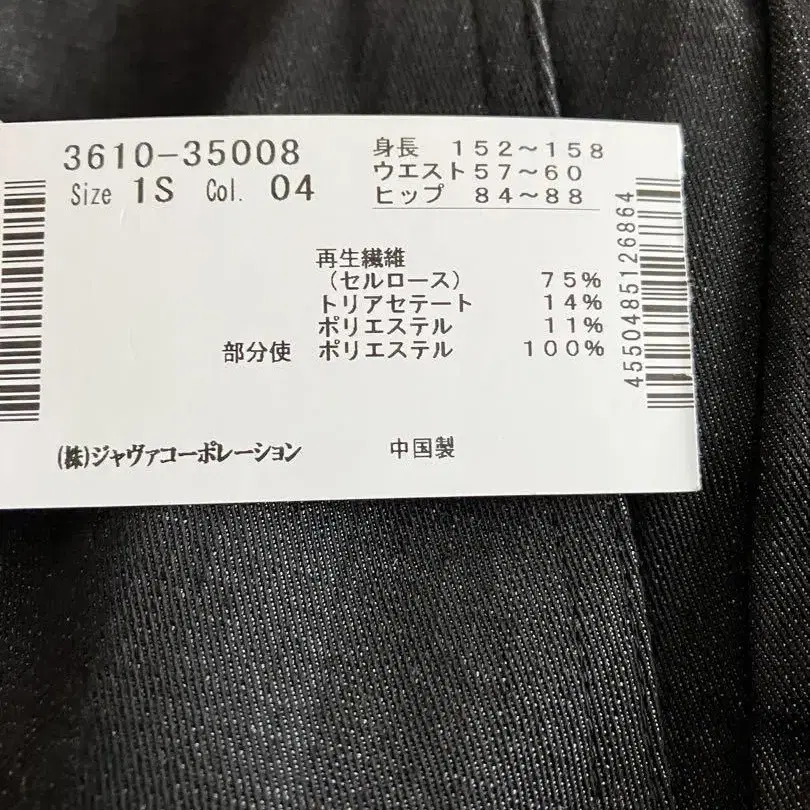 3610-35008
Size 1S Col. 04
身長 152～158
ウエスト57～60
ヒップ 84～88
再生繊維
（セルロース） 75%
トリアセテート 14%
ポリエステル 11%
部分使 ポリエステル 100%
(株)ジャヴァコーポレーション 中国製
4550485126864